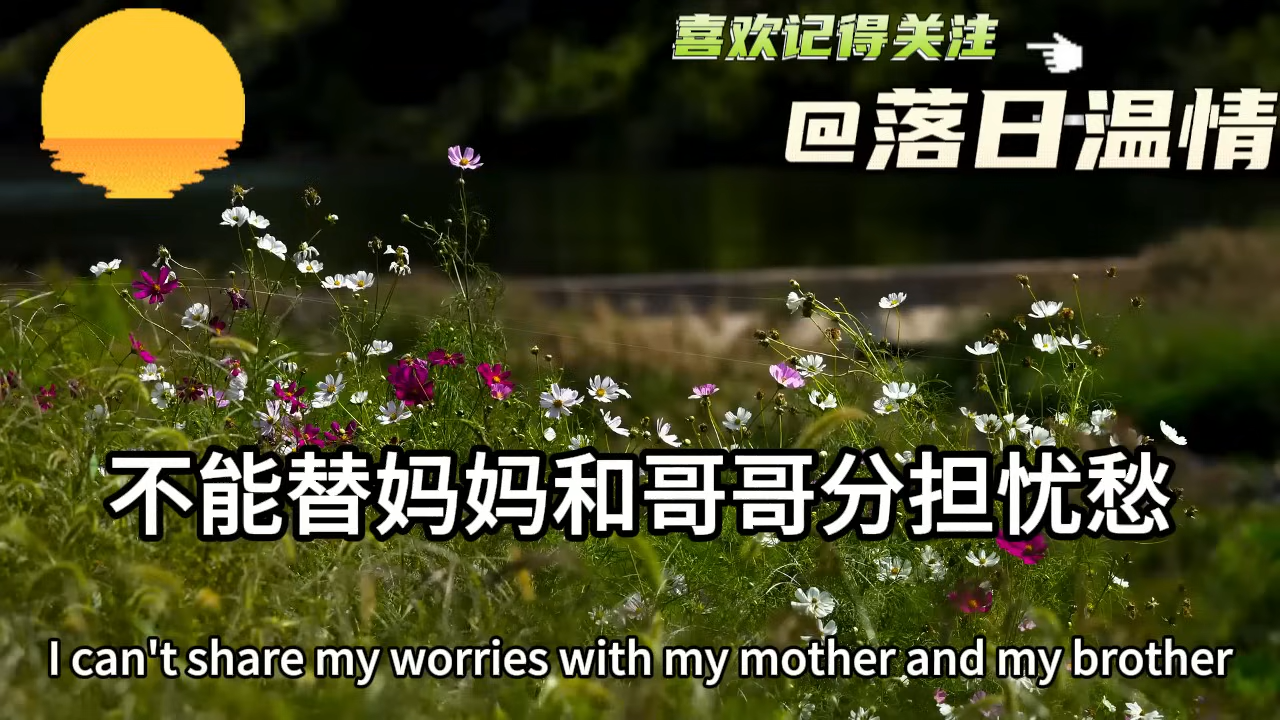 喜欢记得关注
@落日温情
不能替妈妈和哥哥分担忧愁
I can't share my worries with my mother and my brother